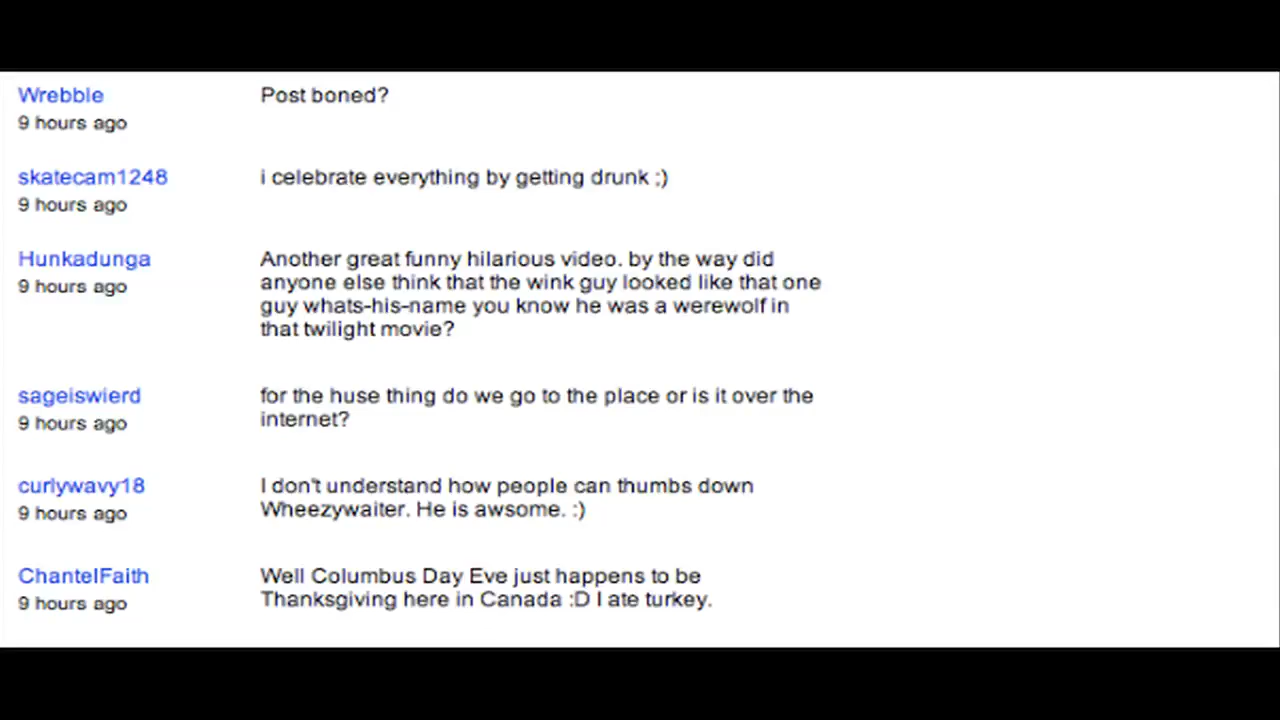 Wrebble
Post boned?
9 hours ago
skatecam1248
i celebrate everything by getting drunk ;)
9 hours ago
Hunkadunga
Another great funny hilarious video. by the way did
9 hours ago
anyone else think that the wink guy looked like that one
guy whats-his-name you know he was a werewolf in
that twilight movie?
sageiswierd
for the huse thing do we go to the place or is it over the
9 hours ago
internet?
curlywavy18
I don't understand how people can thumbs down
9 hours ago
Wheezywaiter. He is awsome. :)
ChantelFaith
Well Columbus Day Eve just happens to be
9 hours ago
Thanksgiving here in Canada :D I ate turkey.